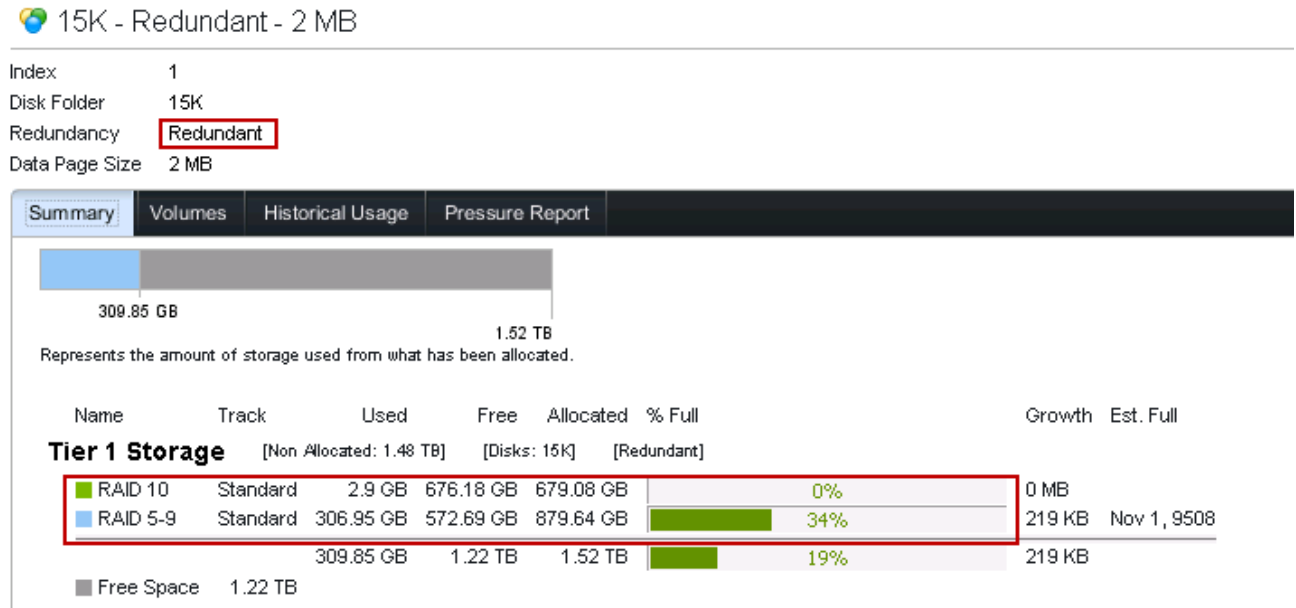 15K - Redundant - 2 MB
Index 1
Disk Folder 15K
Redundancy Redundant
Data Page Size 2 MB
Summary Volumes Historical Usage Pressure Report
309.85 GB
1.52 TB
Represents the amount of storage used from what has been allocated.
Name Track Used Free Allocated % Full Growth Est. Full
Tier 1 Storage [Non Allocated: 1.48 TB] [Disks: 15K] [Redundant]
RAID 10 Standard 2.9 GB 676.18 GB 679.08 GB 0% 0 MB
RAID 5-9 Standard 306.95 GB 572.69 GB 879.64 GB 34% 219 KB Nov 1, 9508
309.85 GB 1.22 TB 1.52 TB 19% 219 KB
Free Space 1.22 TB